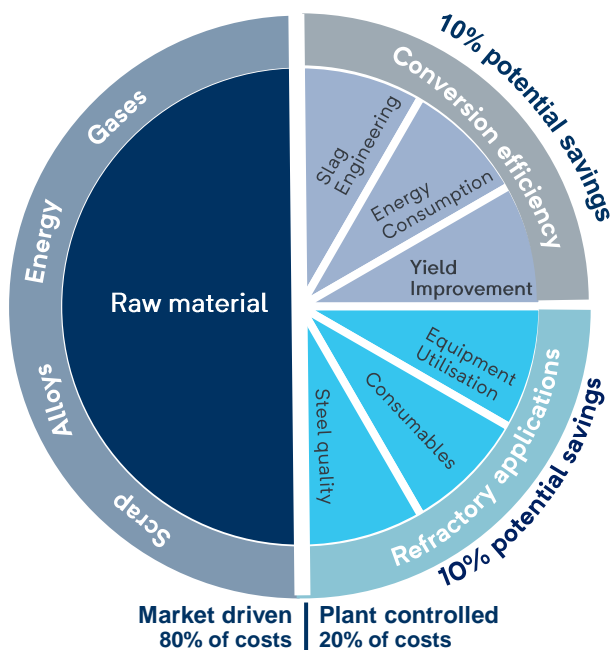 10% potential savings
Conversion efficiency
Gases
Energy
Alloys
Scrap
Raw material
Slag
Engineering
Energy
Consumption
Yield
Improvement
Equipment
Utilisation
Consumables
Steel quality
Refractory applications
10% potential savings
Market driven
80% of costs
Plant controlled
20% of costs